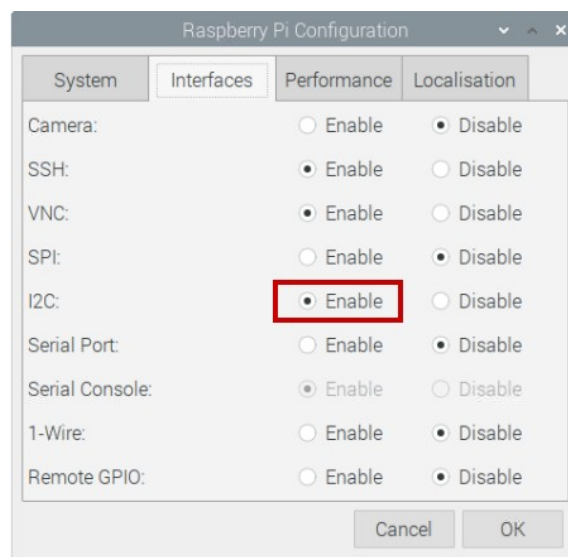 Raspberry Pi Configuration
System Interfaces Performance Localisation
Camera: Enable Disable
SSH: Enable Disable
VNC: Enable Disable
SPI: Enable Disable
I2C: Enable Disable
Serial Port: Enable Disable
Serial Console: Enable Disable
1-Wire: Enable Disable
Remote GPIO: Enable Disable
Cancel OK